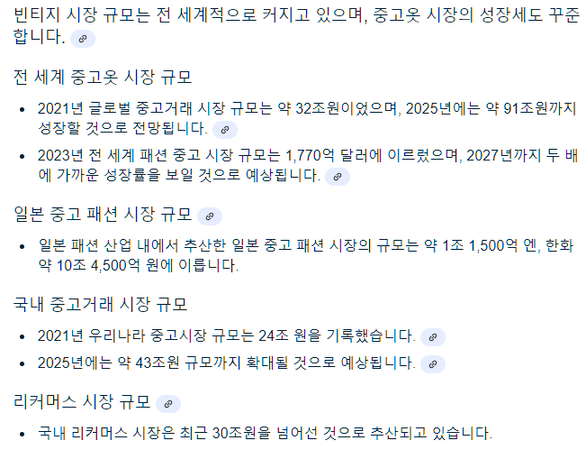 빈티지 시장 규모는 전 세계적으로 커지고 있으며, 중고옷 시장의 성장세도 꾸준
합니다.
전 세계 중고옷 시장 규모
• 2021년 글로벌 중고거래 시장 규모는 약 32조원이었으며, 2025년에는 약 91조원까지
성장할 것으로 전망됩니다.
• 2023년 전 세계 패션 중고 시장 규모는 1,770억 달러에 이르렀으며, 2027년까지 두 배
에 가까운 성장률을 보일 것으로 예상됩니다.
일본 중고 패션 시장 규모
• 일본 패션 산업 내에서 추산한 일본 중고 패션 시장의 규모는 약 1조 1,500억 엔, 한화
약 10조 4,500억 원에 이릅니다.
국내 중고거래 시장 규모
• 2021년 우리나라 중고시장 규모는 24조 원을 기록했습니다.
• 2025년에는 약 43조원 규모까지 확대될 것으로 예상됩니다.
리커머스 시장 규모
• 국내 리커머스 시장은 최근 30조원을 넘어선 것으로 추산되고 있습니다.